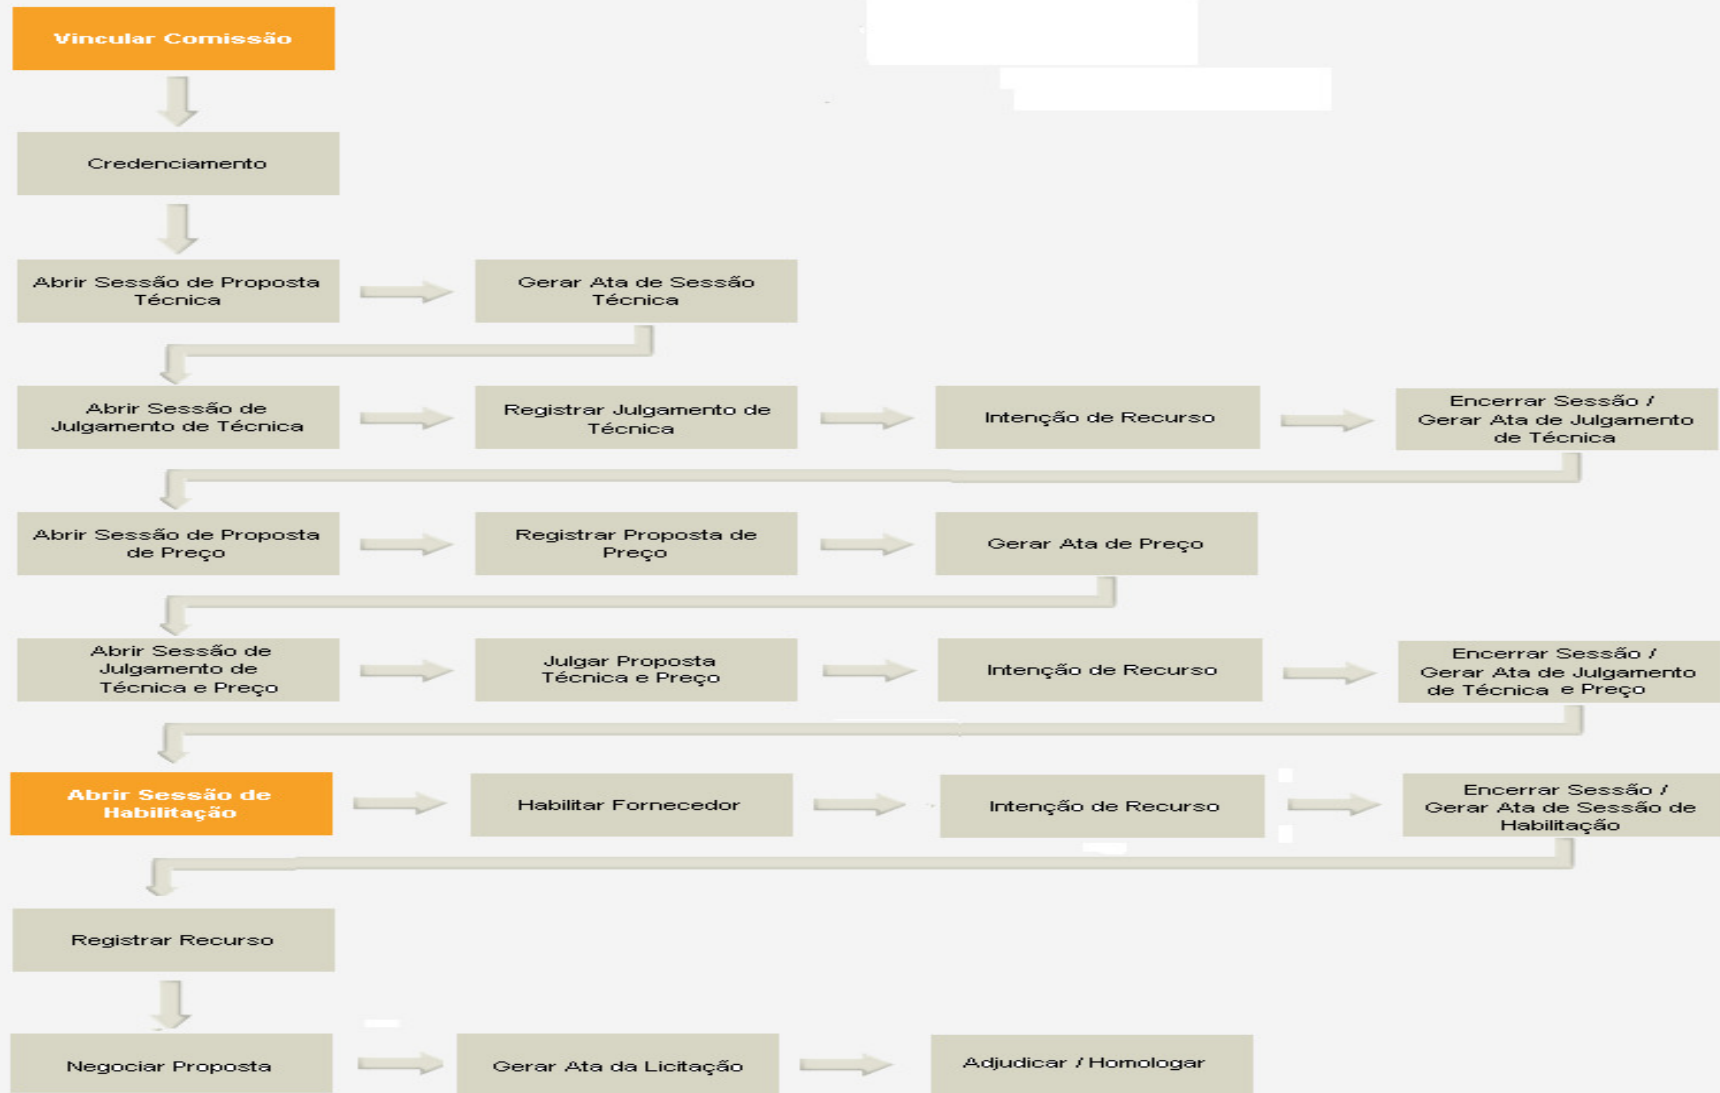 Vincular Comissão
Credenciamento
Abrir Sessão de Proposta
Técnica
Gerar Ata de Sessão
Técnica
Abrir Sessão de
Julgamento de Técnica
Registrar Julgamento de
Técnica
Intenção de Recurso
Encerrar Sessão /
Gerar Ata de Julgamento
de Técnica
Abrir Sessão de Proposta
de Preço
Registrar Proposta de
Preço
Gerar Ata de Preço
Abrir Sessão de
Julgamento de
Técnica e Preço
Julgar Proposta
Técnica e Preço
Intenção de Recurso
Encerrar Sessão /
Gerar Ata de Julgamento
de Técnica e Preço
Abrir Sessão de
Habilitação
Habilitar Fornecedor
Intenção de Recurso
Encerrar Sessão /
Gerar Ata de Sessão de
Habilitação
Registrar Recurso
Negociar Proposta
Gerar Ata da Licitação
Adjudicar / Homologar